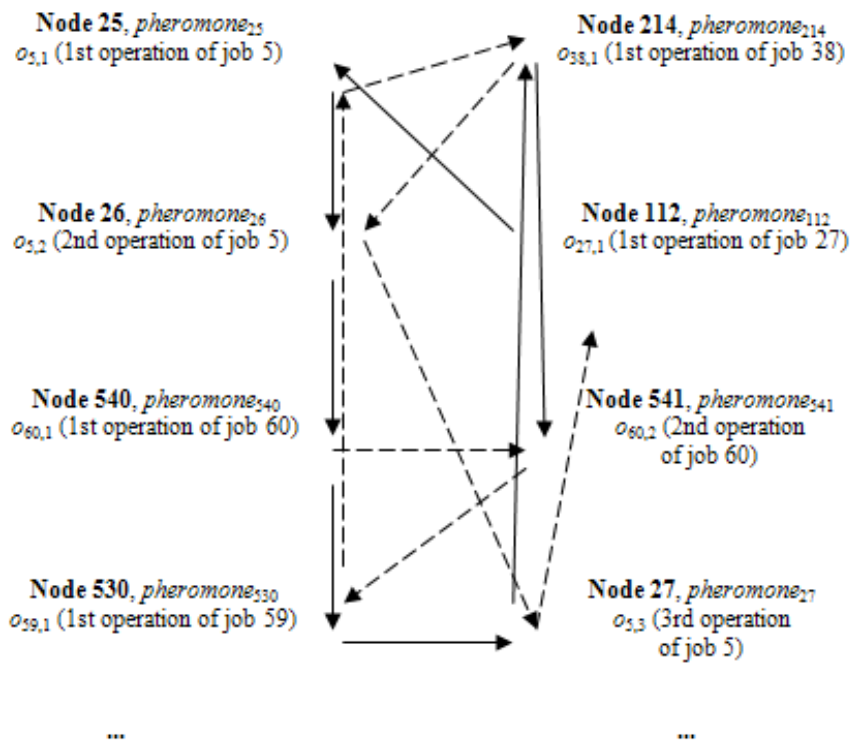 Node 25, pheromone25
o5,1 (1st operation of job 5)
Node 214, pheromone214
o38,1 (1st operation of job 38)
Node 26, pheromone26
o5,2 (2nd operation of job 5)
Node 112, pheromone112
o27,1 (1st operation of job 27)
Node 540, pheromone540
o60,1 (1st operation of job 60)
Node 541, pheromone541
o60,2 (2nd operation
of job 60)
Node 530, pheromone530
o59,1 (1st operation of job 59)
Node 27, pheromone27
o5,3 (3rd operation
of job 5)
...
...